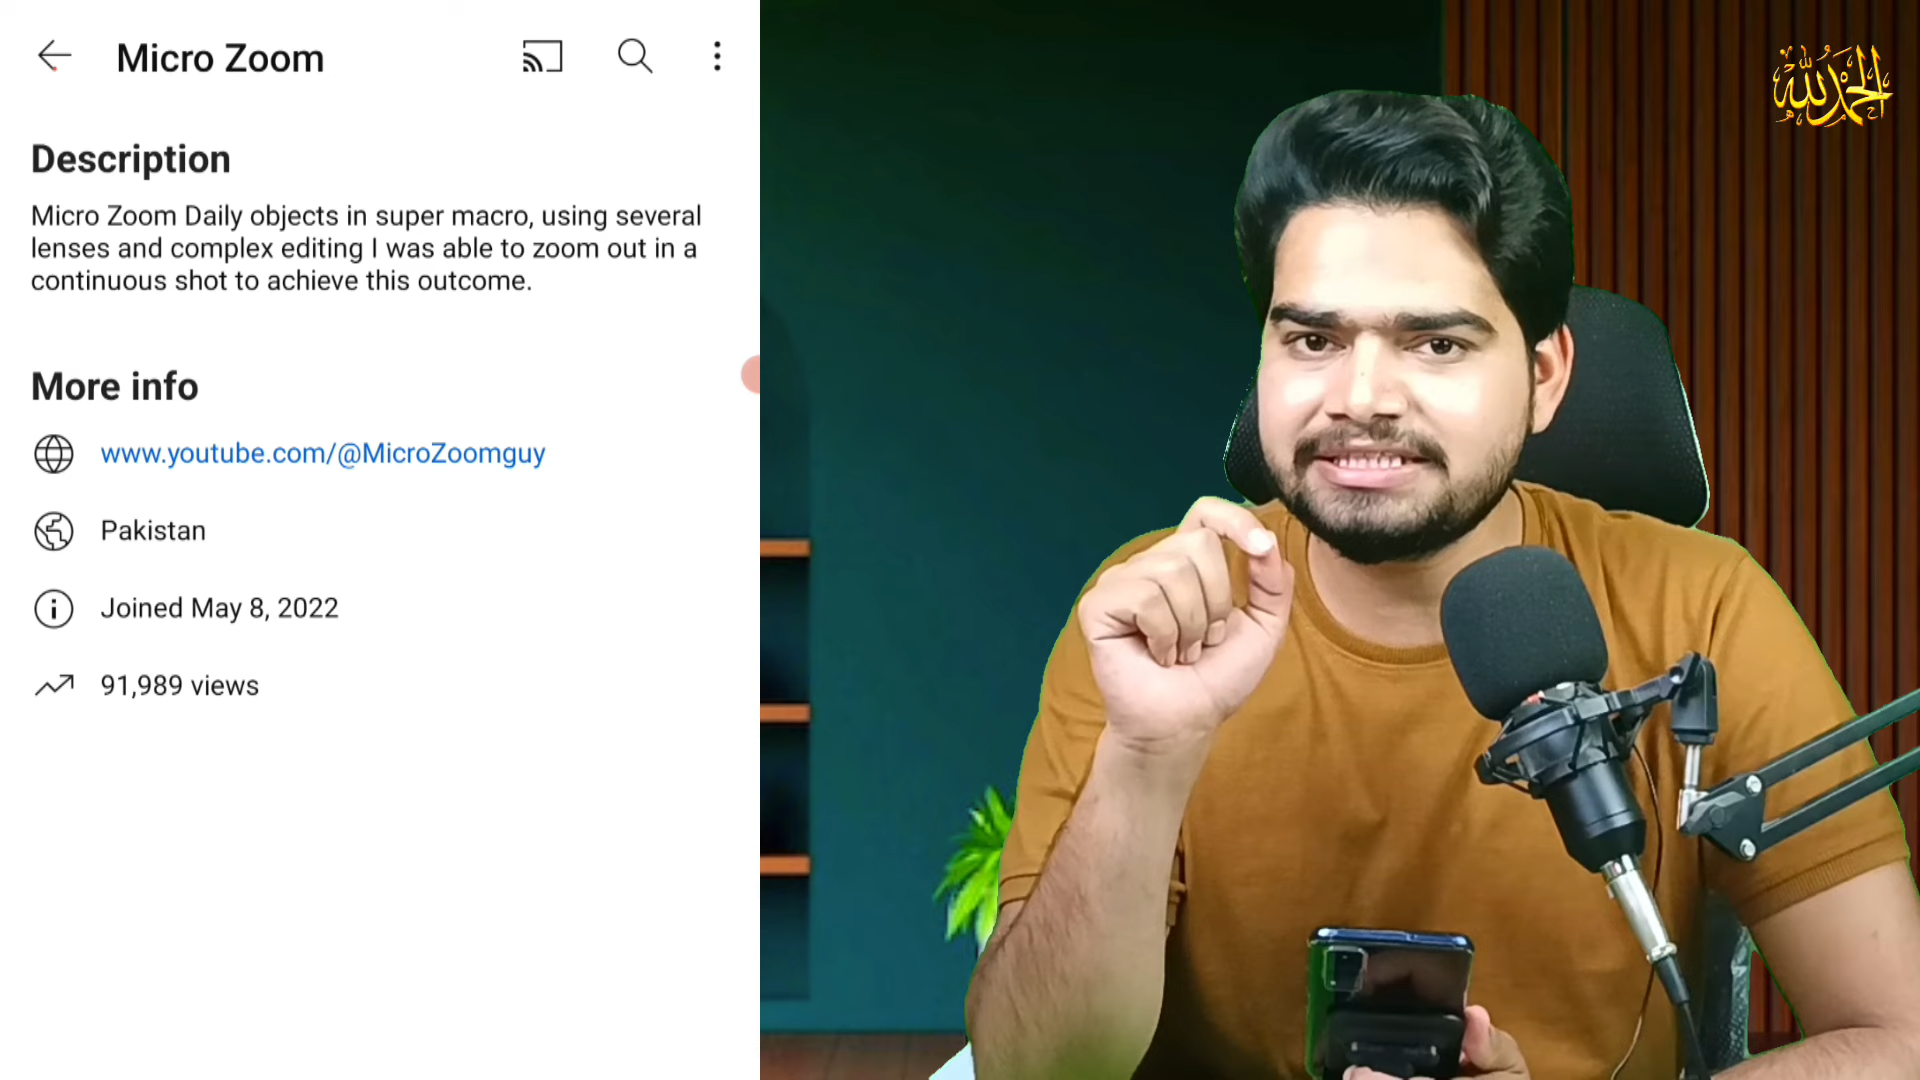 Micro Zoom
Description
Micro Zoom Daily objects in super macro, using several
lenses and complex editing I was able to zoom out in a
continuous shot to achieve this outcome.
More info
www.youtube.com/@MicroZoomguy
Pakistan
Joined May 8, 2022
91,989 views
الحمدلله